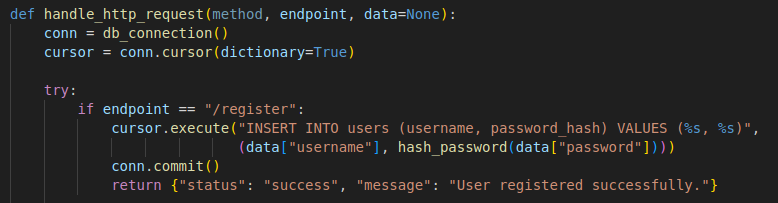 def handle_http_request(method, endpoint, data=None):
    conn = db_connection()
    cursor = conn.cursor(dictionary=True)

    try:
        if endpoint == "/register":
            cursor.execute("INSERT INTO users (username, password_hash) VALUES (%s, %s)",
                           (data["username"], hash_password(data["password"])))
            conn.commit()
            return {"status": "success", "message": "User registered successfully."}